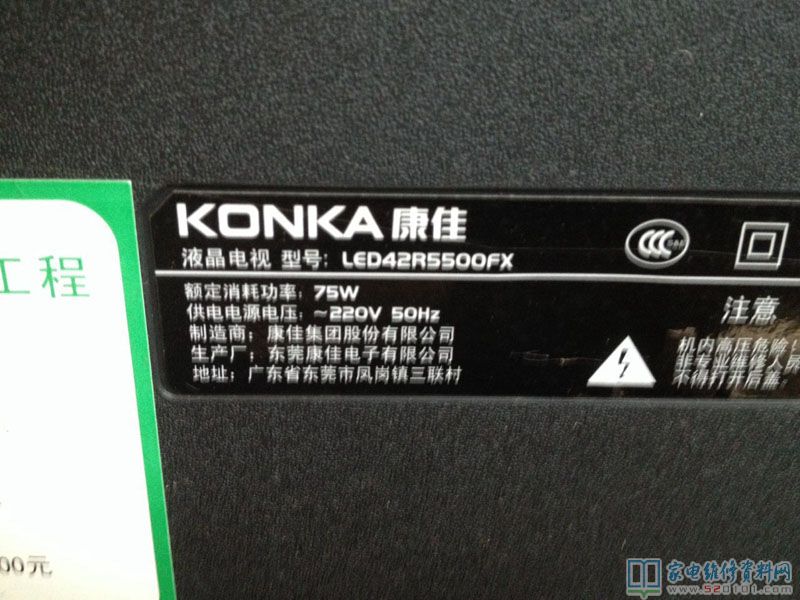 工程
KONKA 康佳
液晶电视 型号: LED42R5500FX
CCC
额定消耗功率: 75W
供电电源电压: ~220V 50Hz
制造商: 康佳集团股份有限公司
生产厂: 东莞康佳电子有限公司
地址: 广东省东莞市凤岗镇三联村
注意
机内高压危险!
非专业维修人员
不得打开后盖
00元
家电维修资料网
www.520101.com